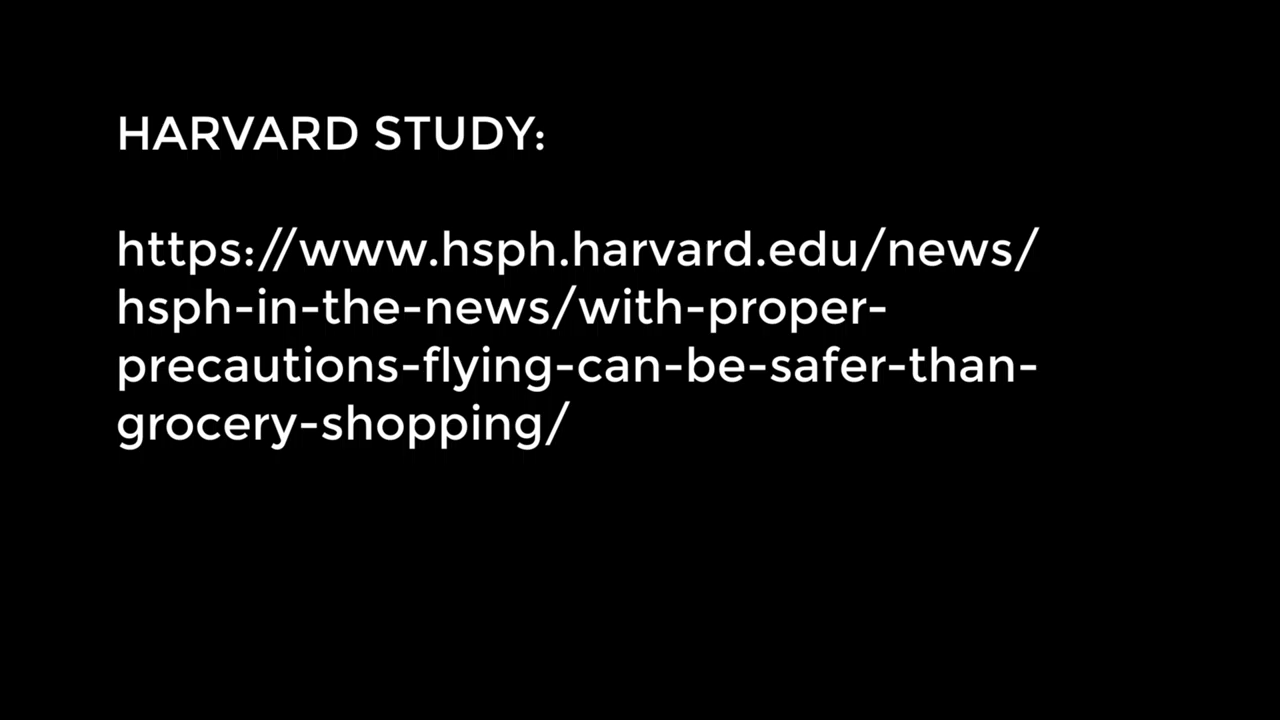 HARVARD STUDY:
https://www.hsph.harvard.edu/news/
hsph-in-the-news/with-proper-
precautions-flying-can-be-safer-than-
grocery-shopping/